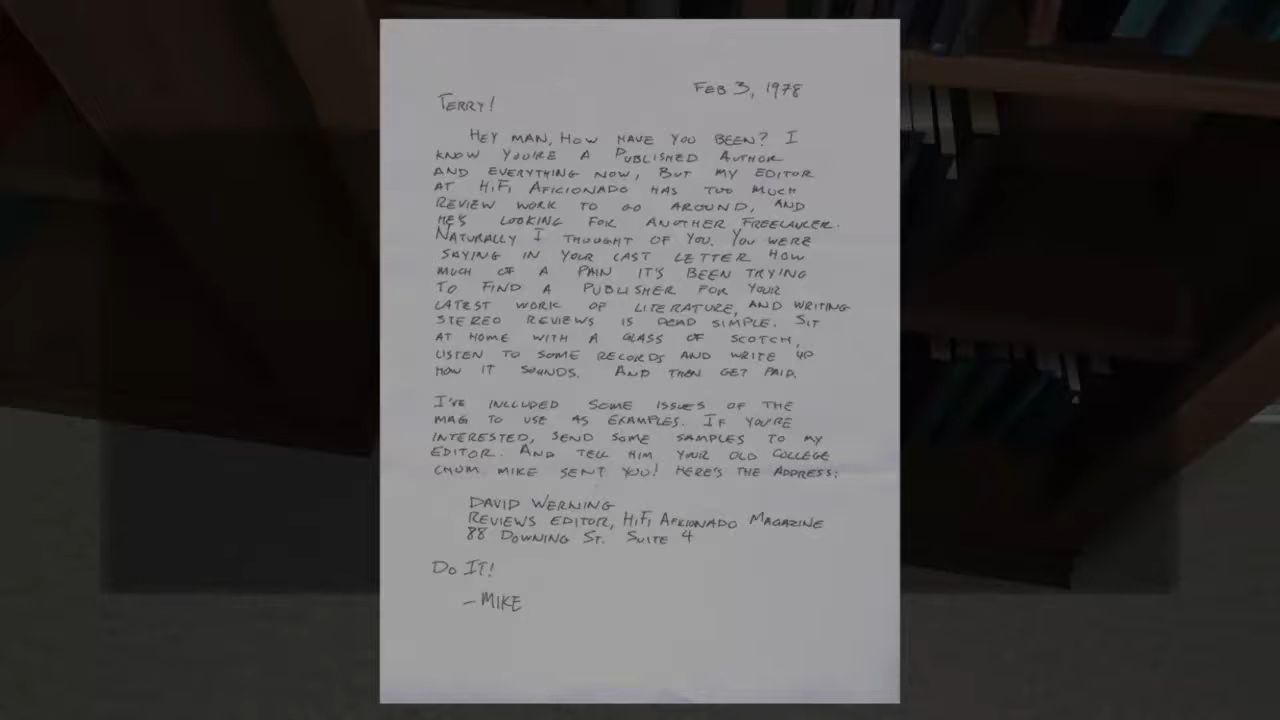 FEB 3, 1978
TERRY!
HEY MAN, HOW HAVE YOU BEEN? I
KNOW YOU'RE A PUBLISHED AUTHOR
AND EVERYTHING NOW, BUT MY EDITOR
AT HIFI AFICIONADO HAS TOO MUCH
REVIEW WORK TO GO AROUND, AND
HE'S LOOKING FOR ANOTHER FREELANCER.
NATURALLY I THOUGHT OF YOU. YOU WERE
SAYING IN YOUR LAST LETTER HOW
MUCH OF A PAIN IT'S BEEN TRYING
TO FIND A PUBLISHER FOR YOUR
LATEST WORK OF LITERATURE, AND WRITING
STEREO REVIEWS IS DEAD SIMPLE. SIT
AT HOME WITH A GLASS OF SCOTCH,
LISTEN TO SOME RECORDS AND WRITE UP
HOW IT SOUNDS. AND THEN GET PAID.
I'VE INCLUDED SOME ISSUES OF THE
MAG TO USE AS EXAMPLES. IF YOU'RE
INTERESTED, SEND SOME SAMPLES TO MY
EDITOR. AND TELL HIM YOUR OLD COLLEGE
CHUM MIKE SENT YOU! HERE'S THE ADDRESS:
DAVID WERNING
REVIEWS EDITOR, HIFI AFICIONADO MAGAZINE
88 DOWNING ST. SUITE 4
DO IT!
—MIKE